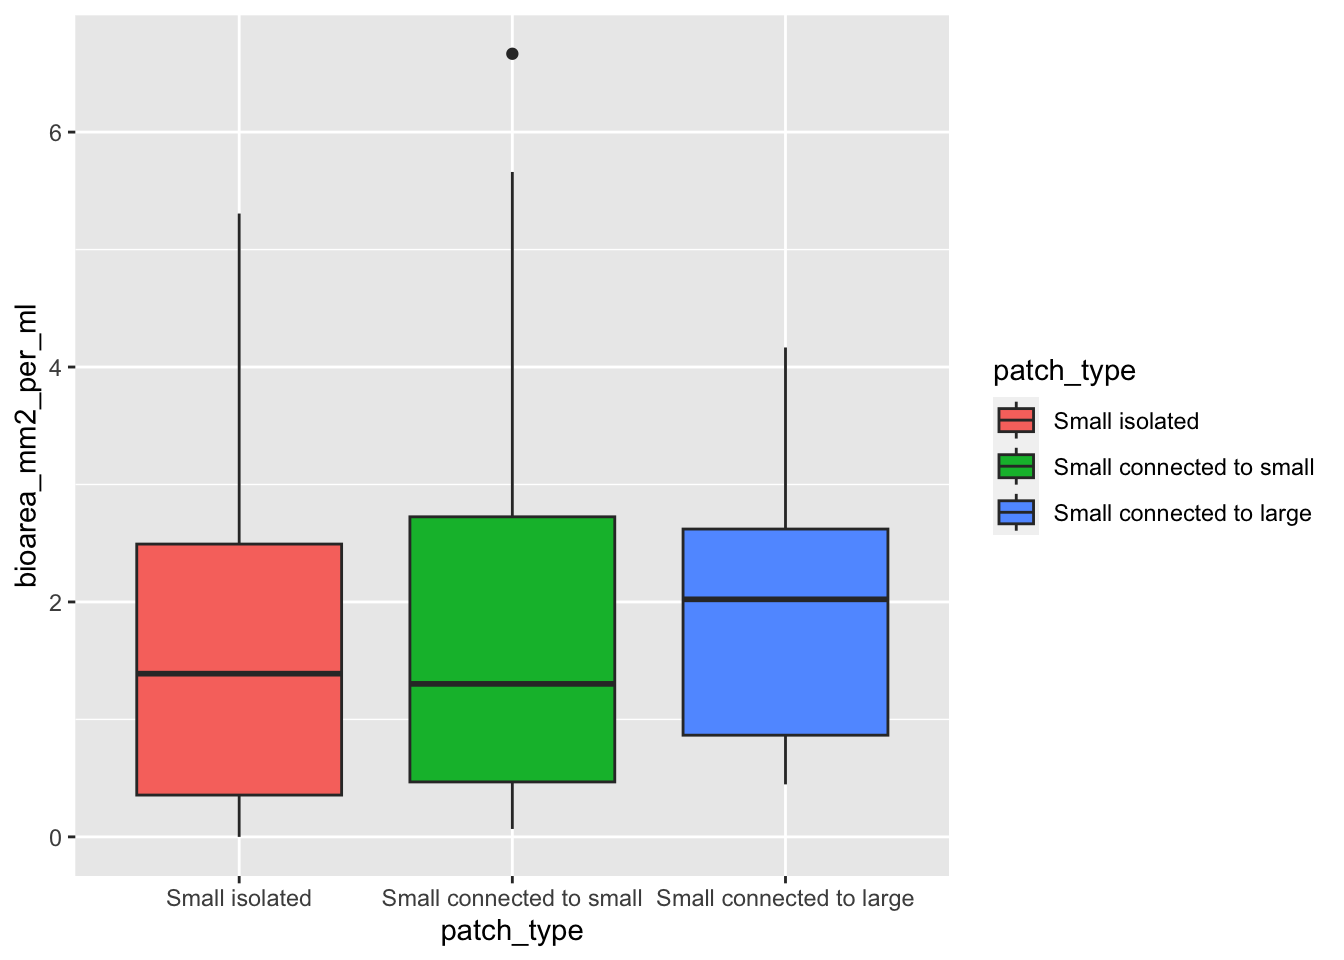 bioarea_mm2_per_ml
6
4
2
0
Small isolated
Small connected to small
Small connected to large
patch_type
patch_type
Small isolated
Small connected to small
Small connected to large